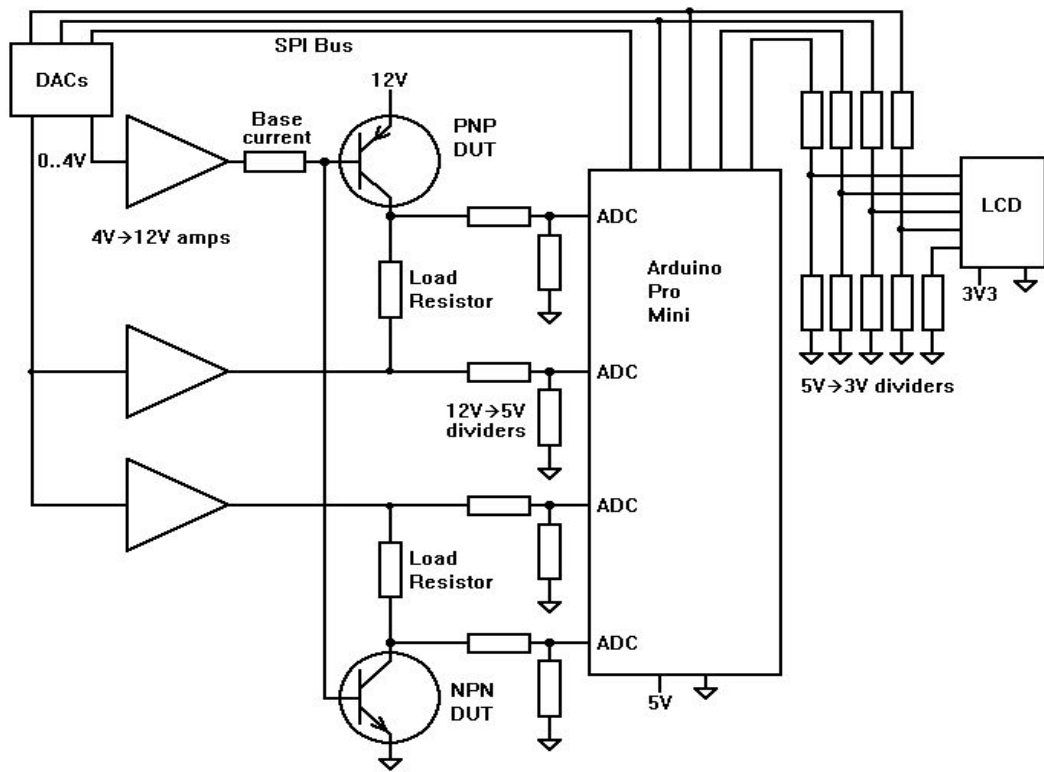 SPI Bus
DACs
12V
Base
current
PNP
DUT
0..4V
LCD
ADC
4V→12V amps
Load
Resistor
Arduino
Pro
Mini
3V3
ADC
5V→3V dividers
12V→5V
dividers
ADC
Load
Resistor
ADC
NPN
DUT
5V